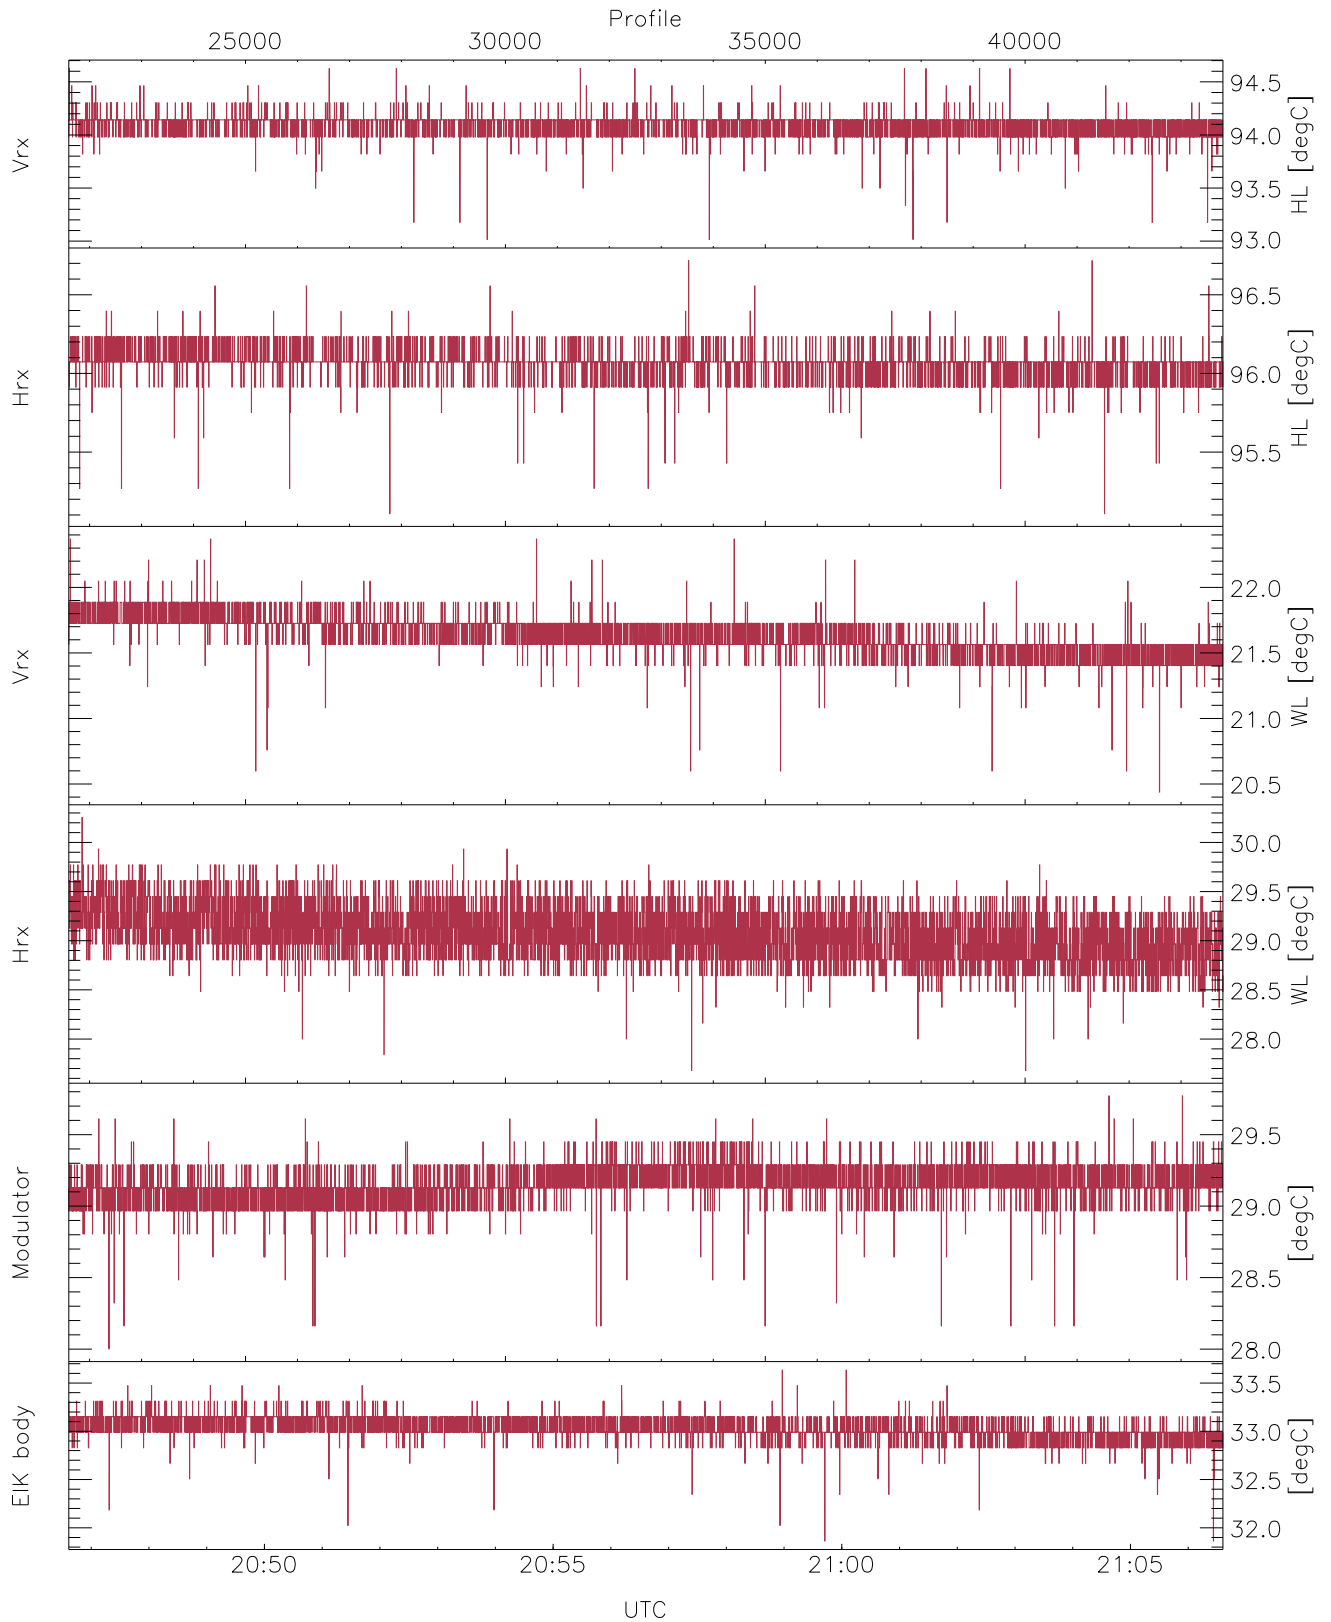 Profile
25000 30000 35000 40000
Vrx
94.5
94.0
93.5
93.0
HL [degC]
Hrx
96.5
96.0
95.5
HL [degC]
Vrx
22.0
21.5
21.0
20.5
WL [degC]
Hrx
30.0
29.5
29.0
28.5
28.0
WL [degC]
Modulator
29.5
29.0
28.5
28.0
[degC]
EIK body
33.5
33.0
32.5
32.0
[degC]
20:50 20:55 21:00 21:05
UTC